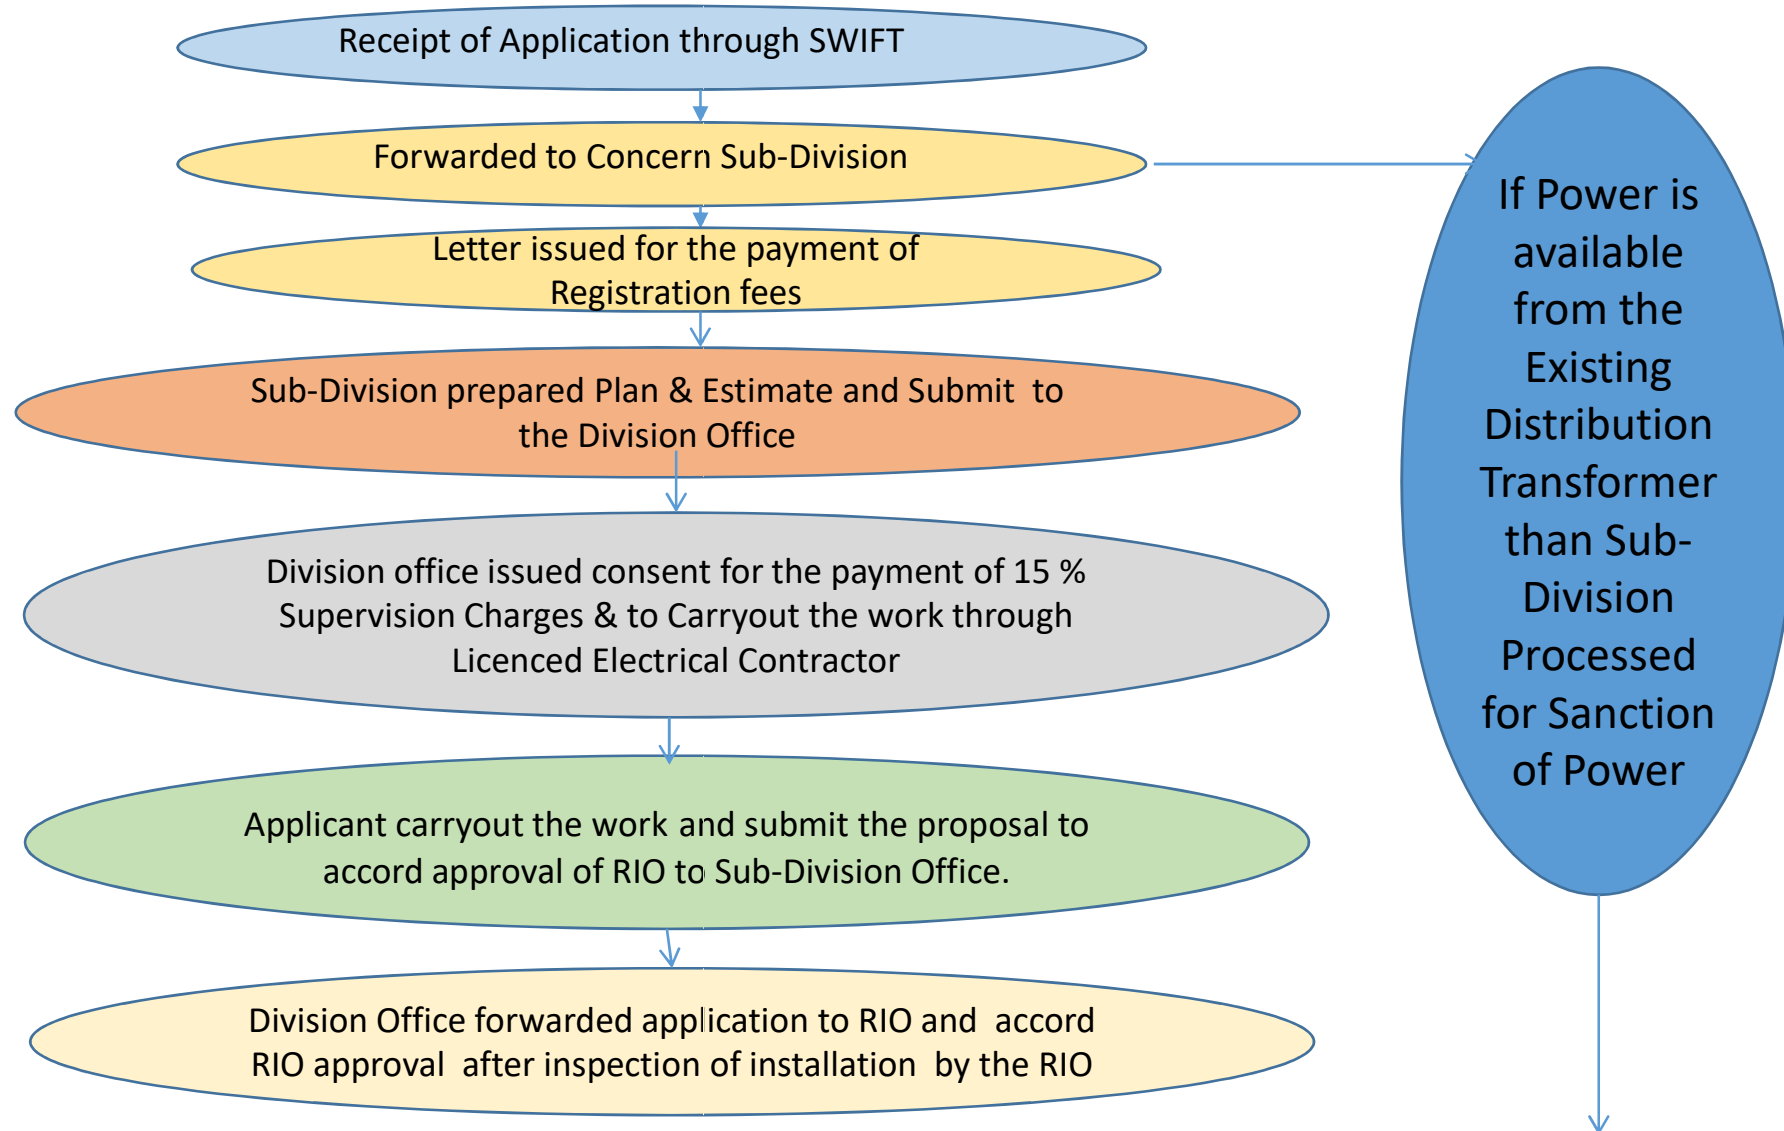 Receipt of Application through SWIFT
Forwarded to Concern Sub-Division
Letter issued for the payment of
Registration fees
Sub-Division prepared Plan & Estimate and Submit to
the Division Office
Division office issued consent for the payment of 15 %
Supervision Charges & to Carryout the work through
Licenced Electrical Contractor
Applicant carryout the work and submit the proposal to
accord approval of RIO to Sub-Division Office.
Division Office forwarded application to RIO and accord
RIO approval after inspection of installation by the RIO
If Power is
available
from the
Existing
Distribution
Transformer
than Sub-
Division
Processed
for Sanction
of Power